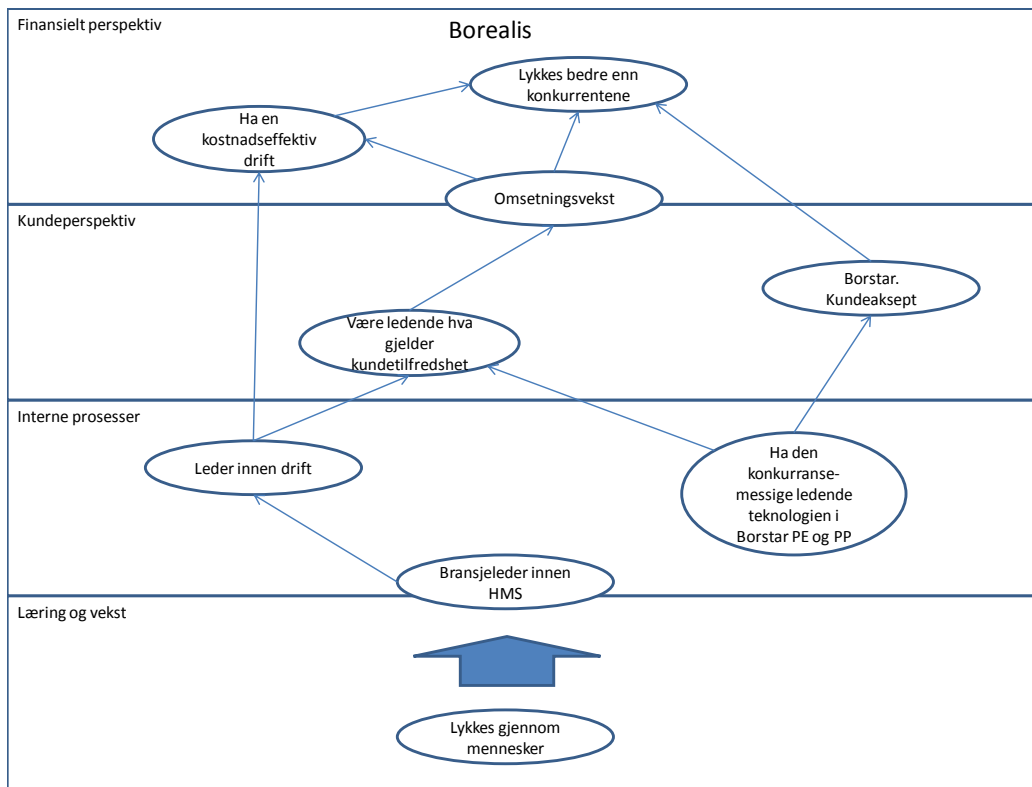 Finansielt perspektiv
Borealis
Lykkes bedre enn
konkurrentene
Ha en
kostnadseffektiv
drift
Omsetningsvekst
Kundeperspektiv
Borstar.
Kundeaksept
Være ledende hva
gjelder
kundetilfredshet
Interne prosesser
Leder innen drift
Ha den
konkurranse-
messige ledende
teknologien i
Borstar PE og PP
Bransjeleder innen
HMS
Læring og vekst
Lykkes gjennom
mennesker